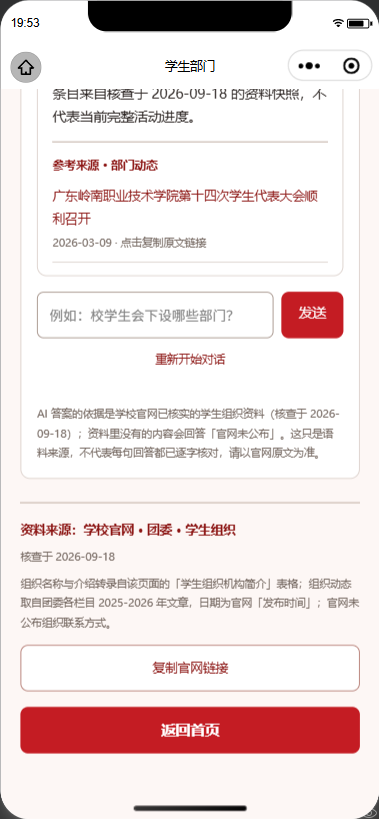 19:53
学生部门
条目来自核查于 2026-09-18 的资料快照，不
代表当前完整活动进度。
参考来源 · 部门动态
广东岭南职业技术学院第十四次学生代表大会顺
利召开
2026-03-09 · 点击复制原文链接
例如：校学生会下设哪些部门？
发送
重新开始对话
AI 答案的依据是学校官网已核实的学生组织资料（核查于 2026-
09-18）；资料里没有的内容会回答「官网未公布」。这只是语
料来源，不代表每句回答都已逐字核对，请以官网原文为准。
资料来源：学校官网 · 团委 · 学生组织
核查于 2026-09-18
组织名称与介绍转录自该页面的「学生组织机构简介」表格；组织动态
取自团委各栏目 2025-2026 年文章，日期为官网「发布时间」；官网未
公布组织联系方式。
复制官网链接
返回首页